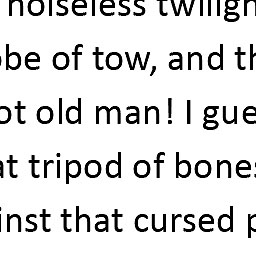 noiseless twiligh
obe of tow, and th
ot old man! I gue
at tripod of bones
inst that cursed p